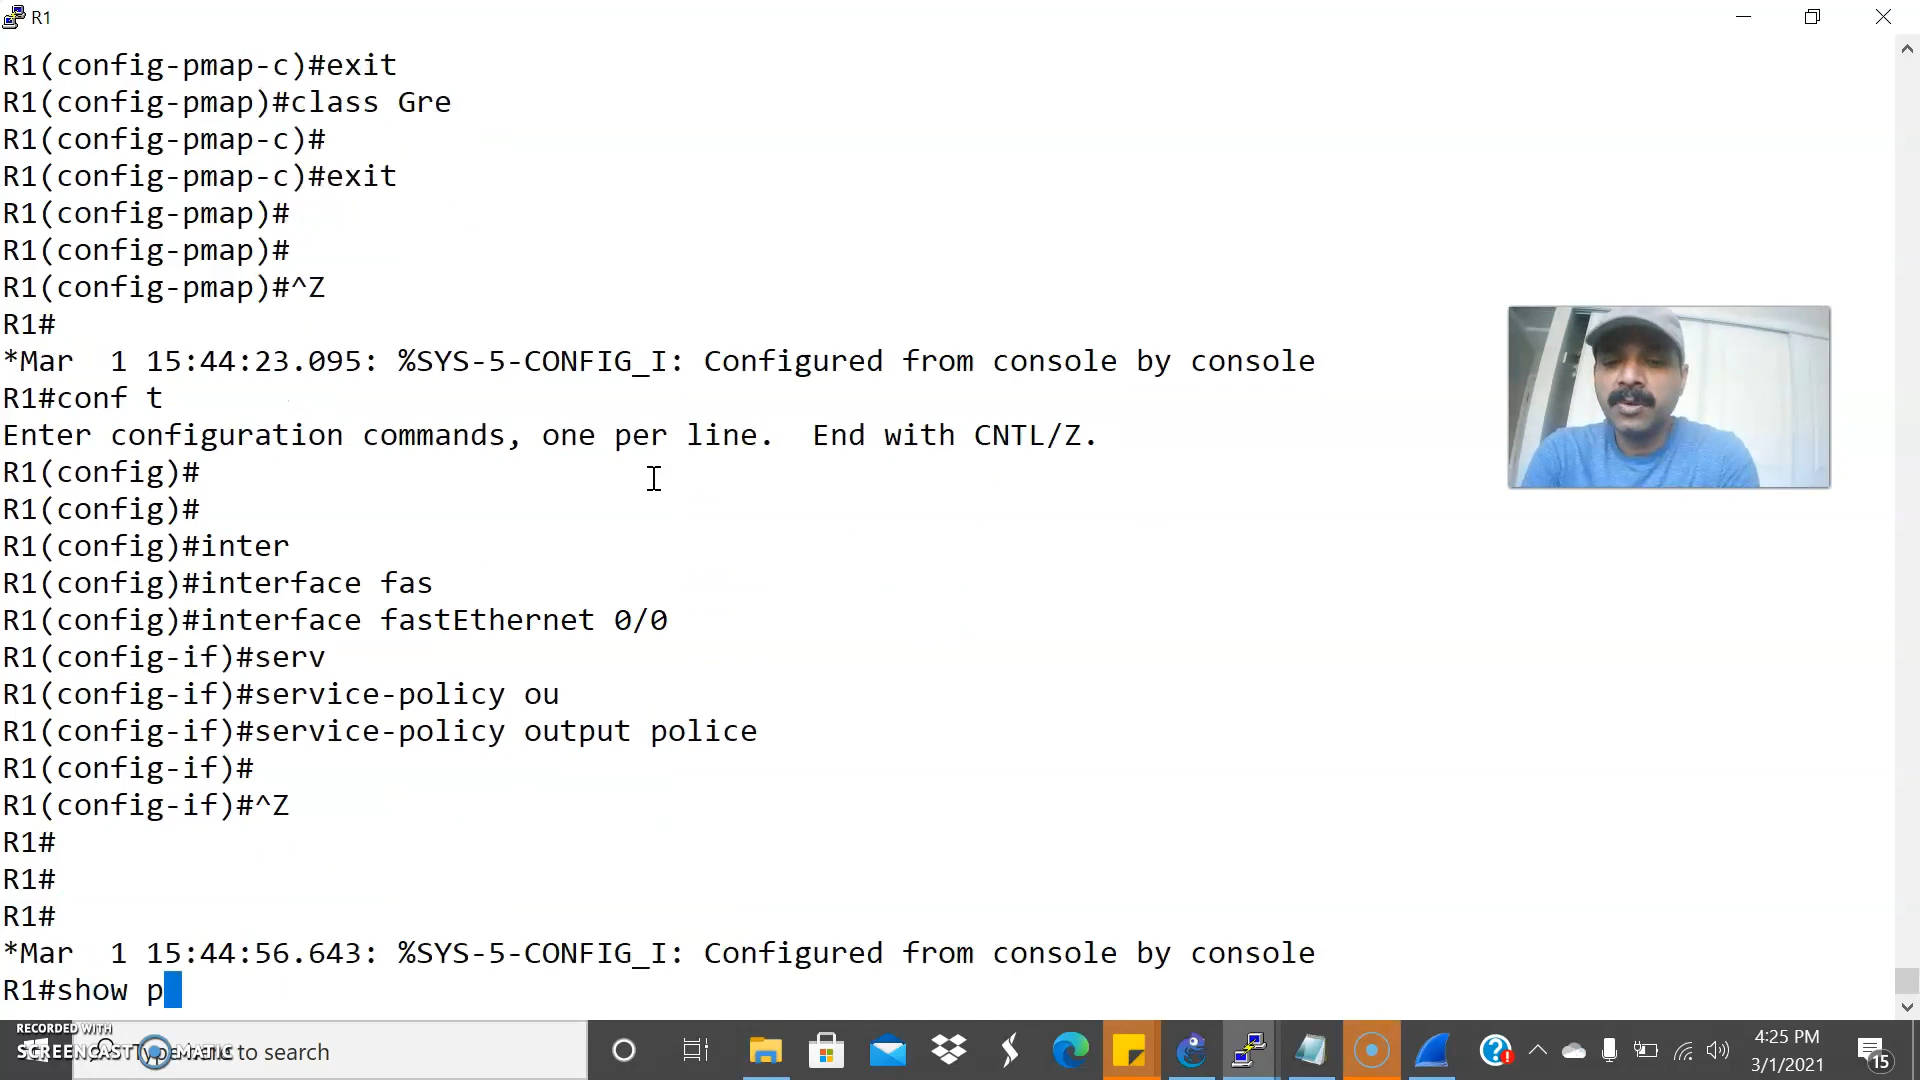 R1
R1(config-pmap-c)#exit
R1(config-pmap)#class Gre
R1(config-pmap-c)#
R1(config-pmap-c)#exit
R1(config-pmap)#
R1(config-pmap)#
R1(config-pmap)#^Z
R1#
*Mar  1 15:44:23.095: %SYS-5-CONFIG_I: Configured from console by console
R1#conf t
Enter configuration commands, one per line.  End with CNTL/Z.
R1(config)#
R1(config)#
R1(config)#inter
R1(config)#interface fas
R1(config)#interface fastEthernet 0/0
R1(config-if)#serv
R1(config-if)#service-policy ou
R1(config-if)#service-policy output police
R1(config-if)#
R1(config-if)#^Z
R1#
R1#
R1#
*Mar  1 15:44:56.643: %SYS-5-CONFIG_I: Configured from console by console
R1#show p
RECORDED WITH
SCREENCAST MATIC
Type here to search
4:25 PM
3/1/2021
15